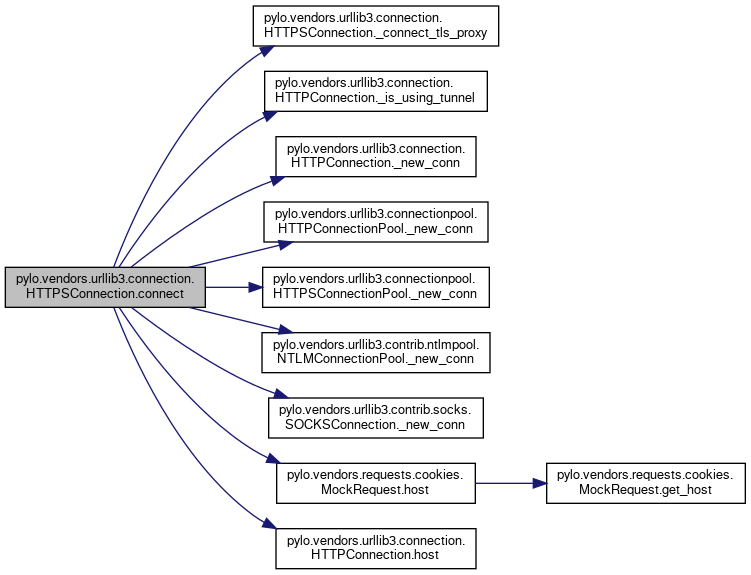 pylo.vendors.urllib3.connection.
HTTPSConnection._connect_tls_proxy
pylo.vendors.urllib3.connection.
HTTPConnection._is_using_tunnel
pylo.vendors.urllib3.connection.
HTTPConnection._new_conn
pylo.vendors.urllib3.connectionpool.
HTTPConnectionPool._new_conn
pylo.vendors.urllib3.connection.
HTTPSConnection.connect
pylo.vendors.urllib3.connectionpool.
HTTPSConnectionPool._new_conn
pylo.vendors.urllib3.contrib.ntlmpool.
NTLMConnectionPool._new_conn
pylo.vendors.urllib3.contrib.socks.
SOCKSConnection._new_conn
pylo.vendors.requests.cookies.
MockRequest.host
pylo.vendors.requests.cookies.
MockRequest.get_host
pylo.vendors.urllib3.connection.
HTTPConnection.host